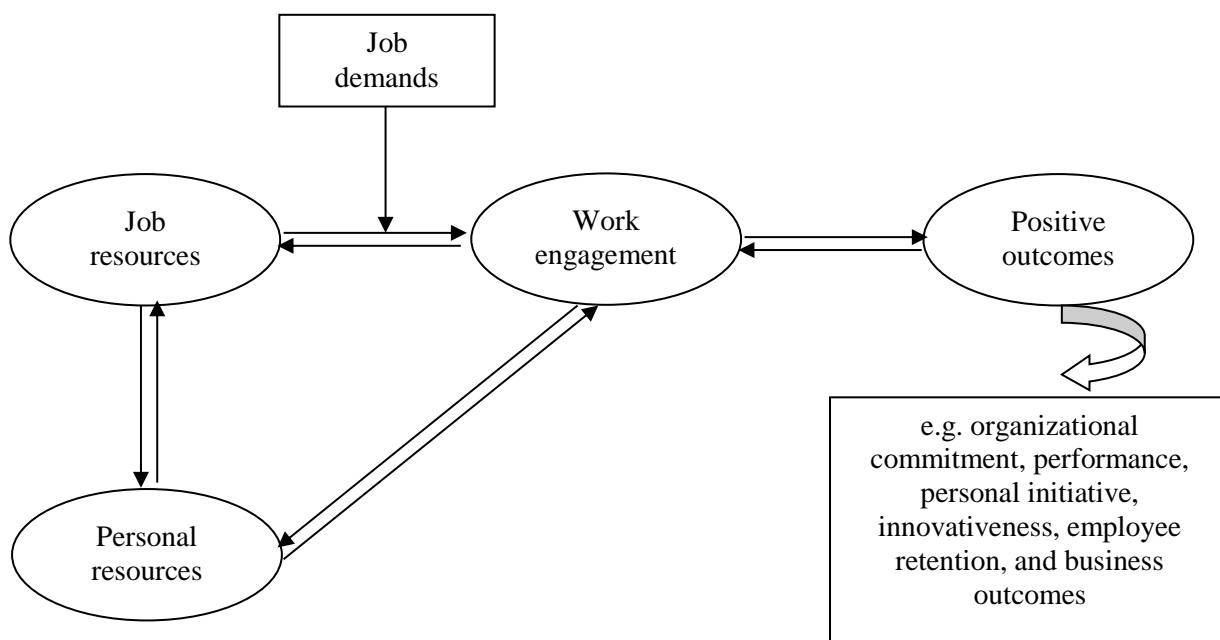 Job
demands
Job
resources
Work
engagement
Positive
outcomes
Personal
resources
e.g. organizational
commitment, performance,
personal initiative,
innovativeness, employee
retention, and business
outcomes